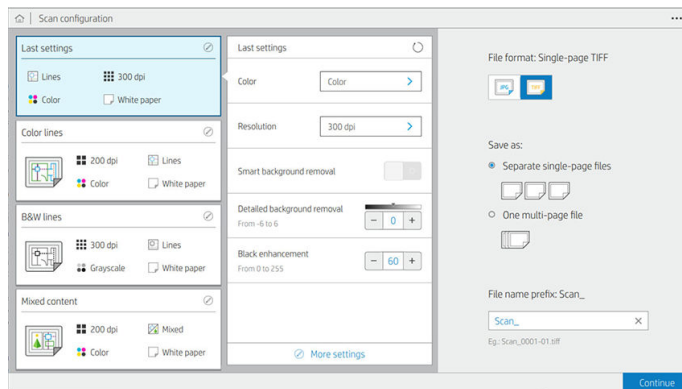 Scan configuration
Last settings
Lines
300 dpi
Color
White paper
Color lines
200 dpi
Lines
Color
White paper
B&W lines
300 dpi
Lines
Grayscale
White paper
Mixed content
200 dpi
Mixed
Color
White paper
Last settings
Color
Color
Resolution
300 dpi
Smart background removal
Detailed background removal
From -6 to 6
− 0 +
Black enhancement
From 0 to 255
− 60 +
More settings
File format: Single-page TIFF
JPG
Save as:
Separate single-page files
One multi-page file
File name prefix: Scan_
Scan_
Eg.: Scan_0001-01.tiff
Continue